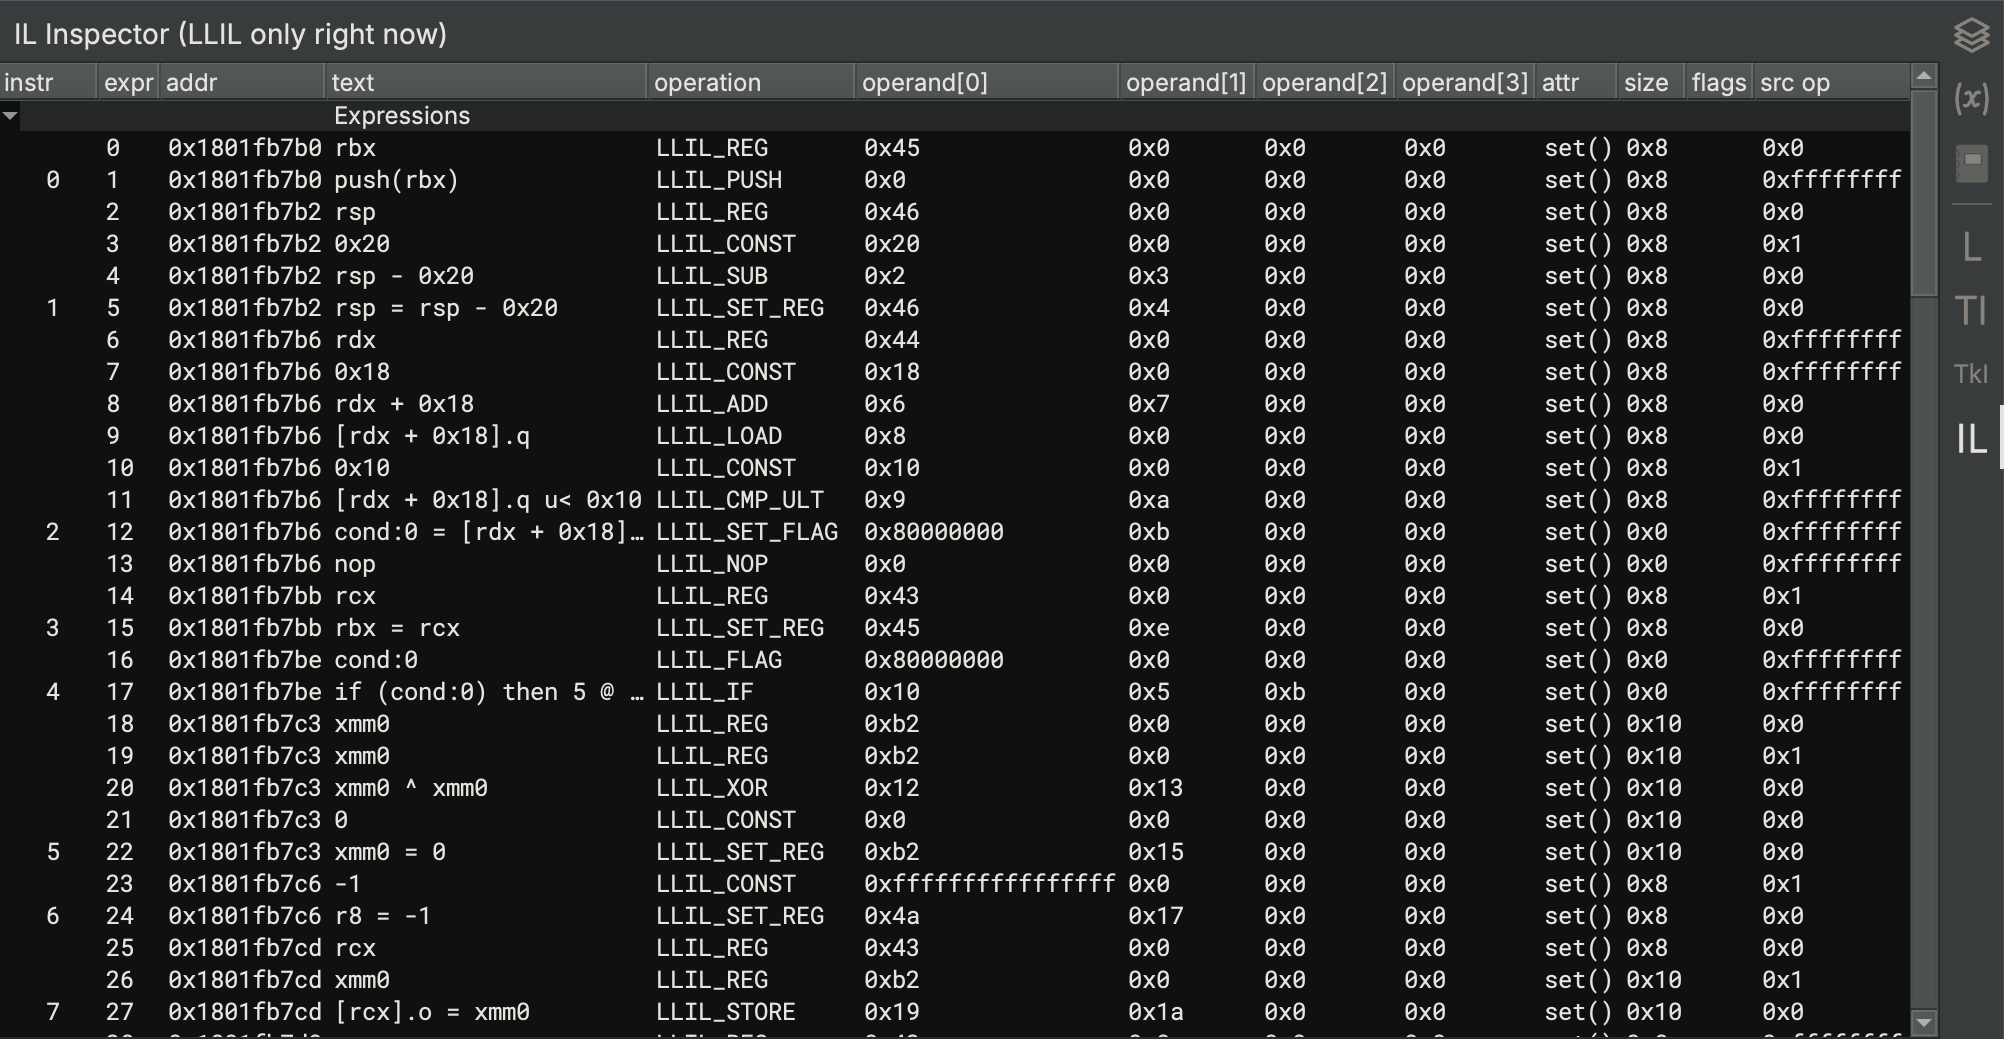 IL Inspector (LLIL only right now)
instr expr addr text operation operand[0] operand[1] operand[2] operand[3] attr size flags src op
Expressions
0 0x1801fb7b0 rbx LLIL_REG 0x45 0x0 0x0 0x0 set() 0x8 0x0
0 1 0x1801fb7b0 push(rbx) LLIL_PUSH 0x0 0x0 0x0 0x0 set() 0x8 0xffffffff
2 0x1801fb7b2 rsp LLIL_REG 0x46 0x0 0x0 0x0 set() 0x8 0x0
3 0x1801fb7b2 0x20 LLIL_CONST 0x20 0x0 0x0 0x0 set() 0x8 0x1
4 0x1801fb7b2 rsp - 0x20 LLIL_SUB 0x2 0x3 0x0 0x0 set() 0x8 0x0
1 5 0x1801fb7b2 rsp = rsp - 0x20 LLIL_SET_REG 0x46 0x4 0x0 0x0 set() 0x8 0x0
6 0x1801fb7b6 rdx LLIL_REG 0x44 0x0 0x0 0x0 set() 0x8 0xffffffff
7 0x1801fb7b6 0x18 LLIL_CONST 0x18 0x0 0x0 0x0 set() 0x8 0xffffffff
8 0x1801fb7b6 rdx + 0x18 LLIL_ADD 0x6 0x7 0x0 0x0 set() 0x8 0x0
9 0x1801fb7b6 [rdx + 0x18].q LLIL_LOAD 0x8 0x0 0x0 0x0 set() 0x8 0x0
10 0x1801fb7b6 0x10 LLIL_CONST 0x10 0x0 0x0 0x0 set() 0x8 0x1
11 0x1801fb7b6 [rdx + 0x18].q u< 0x10 LLIL_CMP_ULT 0x9 0xa 0x0 0x0 set() 0x8 0xffffffff
2 12 0x1801fb7b6 cond:0 = [rdx + 0x18]… LLIL_SET_FLAG 0x80000000 0xb 0x0 0x0 set() 0x0 0xffffffff
13 0x1801fb7b6 nop LLIL_NOP 0x0 0x0 0x0 0x0 set() 0x0 0xffffffff
14 0x1801fb7bb rcx LLIL_REG 0x43 0x0 0x0 0x0 set() 0x8 0x1
3 15 0x1801fb7bb rbx = rcx LLIL_SET_REG 0x45 0xe 0x0 0x0 set() 0x8 0x0
16 0x1801fb7be cond:0 LLIL_FLAG 0x80000000 0x0 0x0 0x0 set() 0x0 0xffffffff
4 17 0x1801fb7be if (cond:0) then 5 @ … LLIL_IF 0x10 0x5 0xb 0x0 set() 0x0 0xffffffff
18 0x1801fb7c3 xmm0 LLIL_REG 0xb2 0x0 0x0 0x0 set() 0x10 0x0
19 0x1801fb7c3 xmm0 LLIL_REG 0xb2 0x0 0x0 0x0 set() 0x10 0x1
20 0x1801fb7c3 xmm0 ^ xmm0 LLIL_XOR 0x12 0x13 0x0 0x0 set() 0x10 0x0
21 0x1801fb7c3 0 LLIL_CONST 0x0 0x0 0x0 0x0 set() 0x10 0x0
5 22 0x1801fb7c3 xmm0 = 0 LLIL_SET_REG 0xb2 0x15 0x0 0x0 set() 0x10 0x0
23 0x1801fb7c6 -1 LLIL_CONST 0xffffffffffffffff 0x0 0x0 0x0 set() 0x8 0x1
6 24 0x1801fb7c6 r8 = -1 LLIL_SET_REG 0x4a 0x17 0x0 0x0 set() 0x8 0x0
25 0x1801fb7cd rcx LLIL_REG 0x43 0x0 0x0 0x0 set() 0x8 0x0
26 0x1801fb7cd xmm0 LLIL_REG 0xb2 0x0 0x0 0x0 set() 0x10 0x1
7 27 0x1801fb7cd [rcx].o = xmm0 LLIL_STORE 0x19 0x1a 0x0 0x0 set() 0x10 0x0
(x)
L
TI
TkI
IL